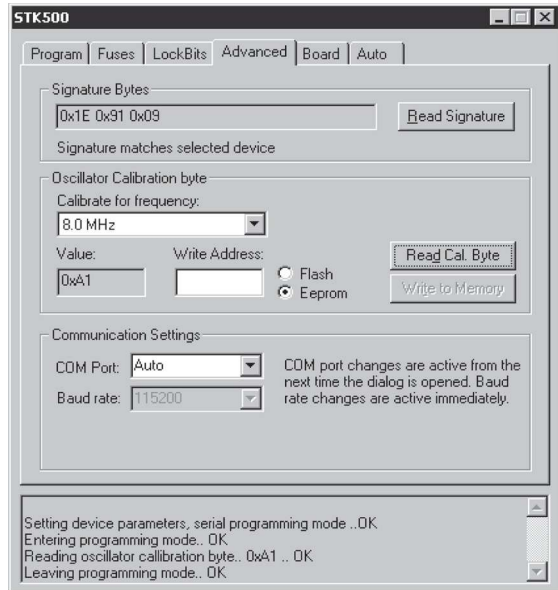 STK500
Program Fuses LockBits Advanced Board Auto
Signature Bytes
0x1E 0x91 0x09
Read Signature
Signature matches selected device
Oscillator Calibration byte
Calibrate for frequency:
8.0 MHz
Value:
Write Address:
0xA1
Flash
Eeprom
Read Cal. Byte
Write to Memory
Communication Settings
COM Port:
Auto
Baud rate:
115200
COM port changes are active from the
next time the dialog is opened. Baud
rate changes are active immediately.
Setting device parameters, serial programming mode ..OK
Entering programming mode.. OK
Reading oscillator callibration byte.. 0xA1 .. OK
Leaving programming mode.. OK